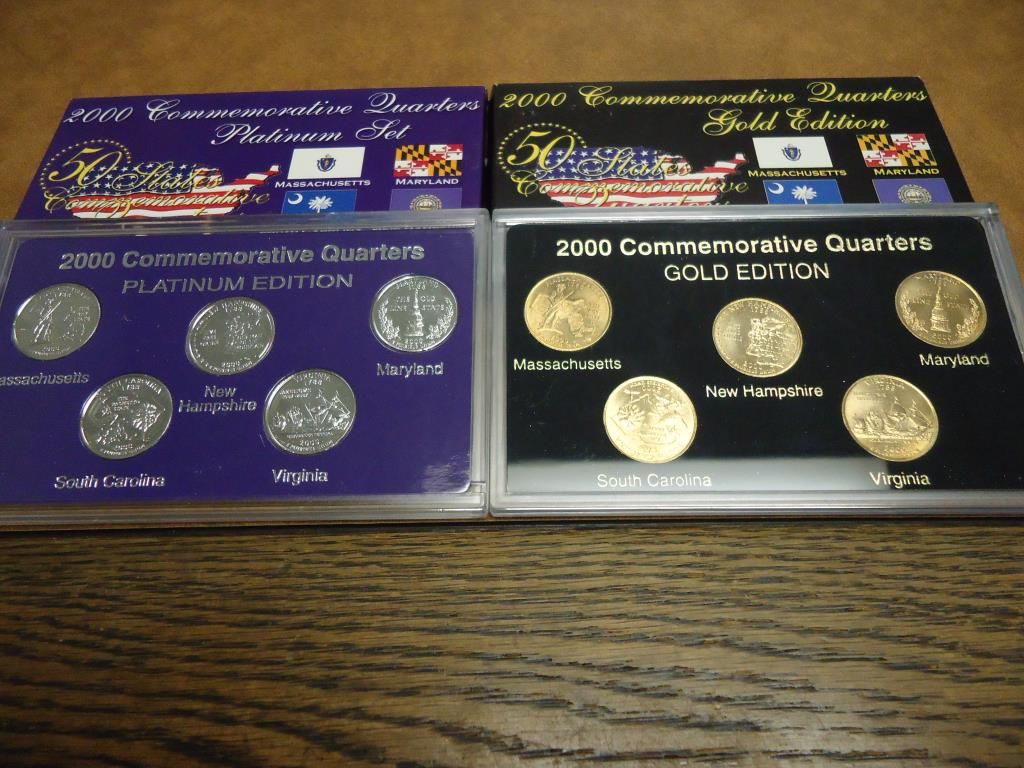 2000 Commemorative Quarters
Platinum Set
50 States
Commemorative
MASSACHUSETTS
MARYLAND
2000 Commemorative Quarters
Gold Edition
50 States
Commemorative
MASSACHUSETTS
MARYLAND
2000 Commemorative Quarters
PLATINUM EDITION
assachusetts
New
Hampshire
Maryland
South Carolina
Virginia
2000 Commemorative Quarters
GOLD EDITION
Massachusetts
New Hampshire
Maryland
South Carolina
Virginia